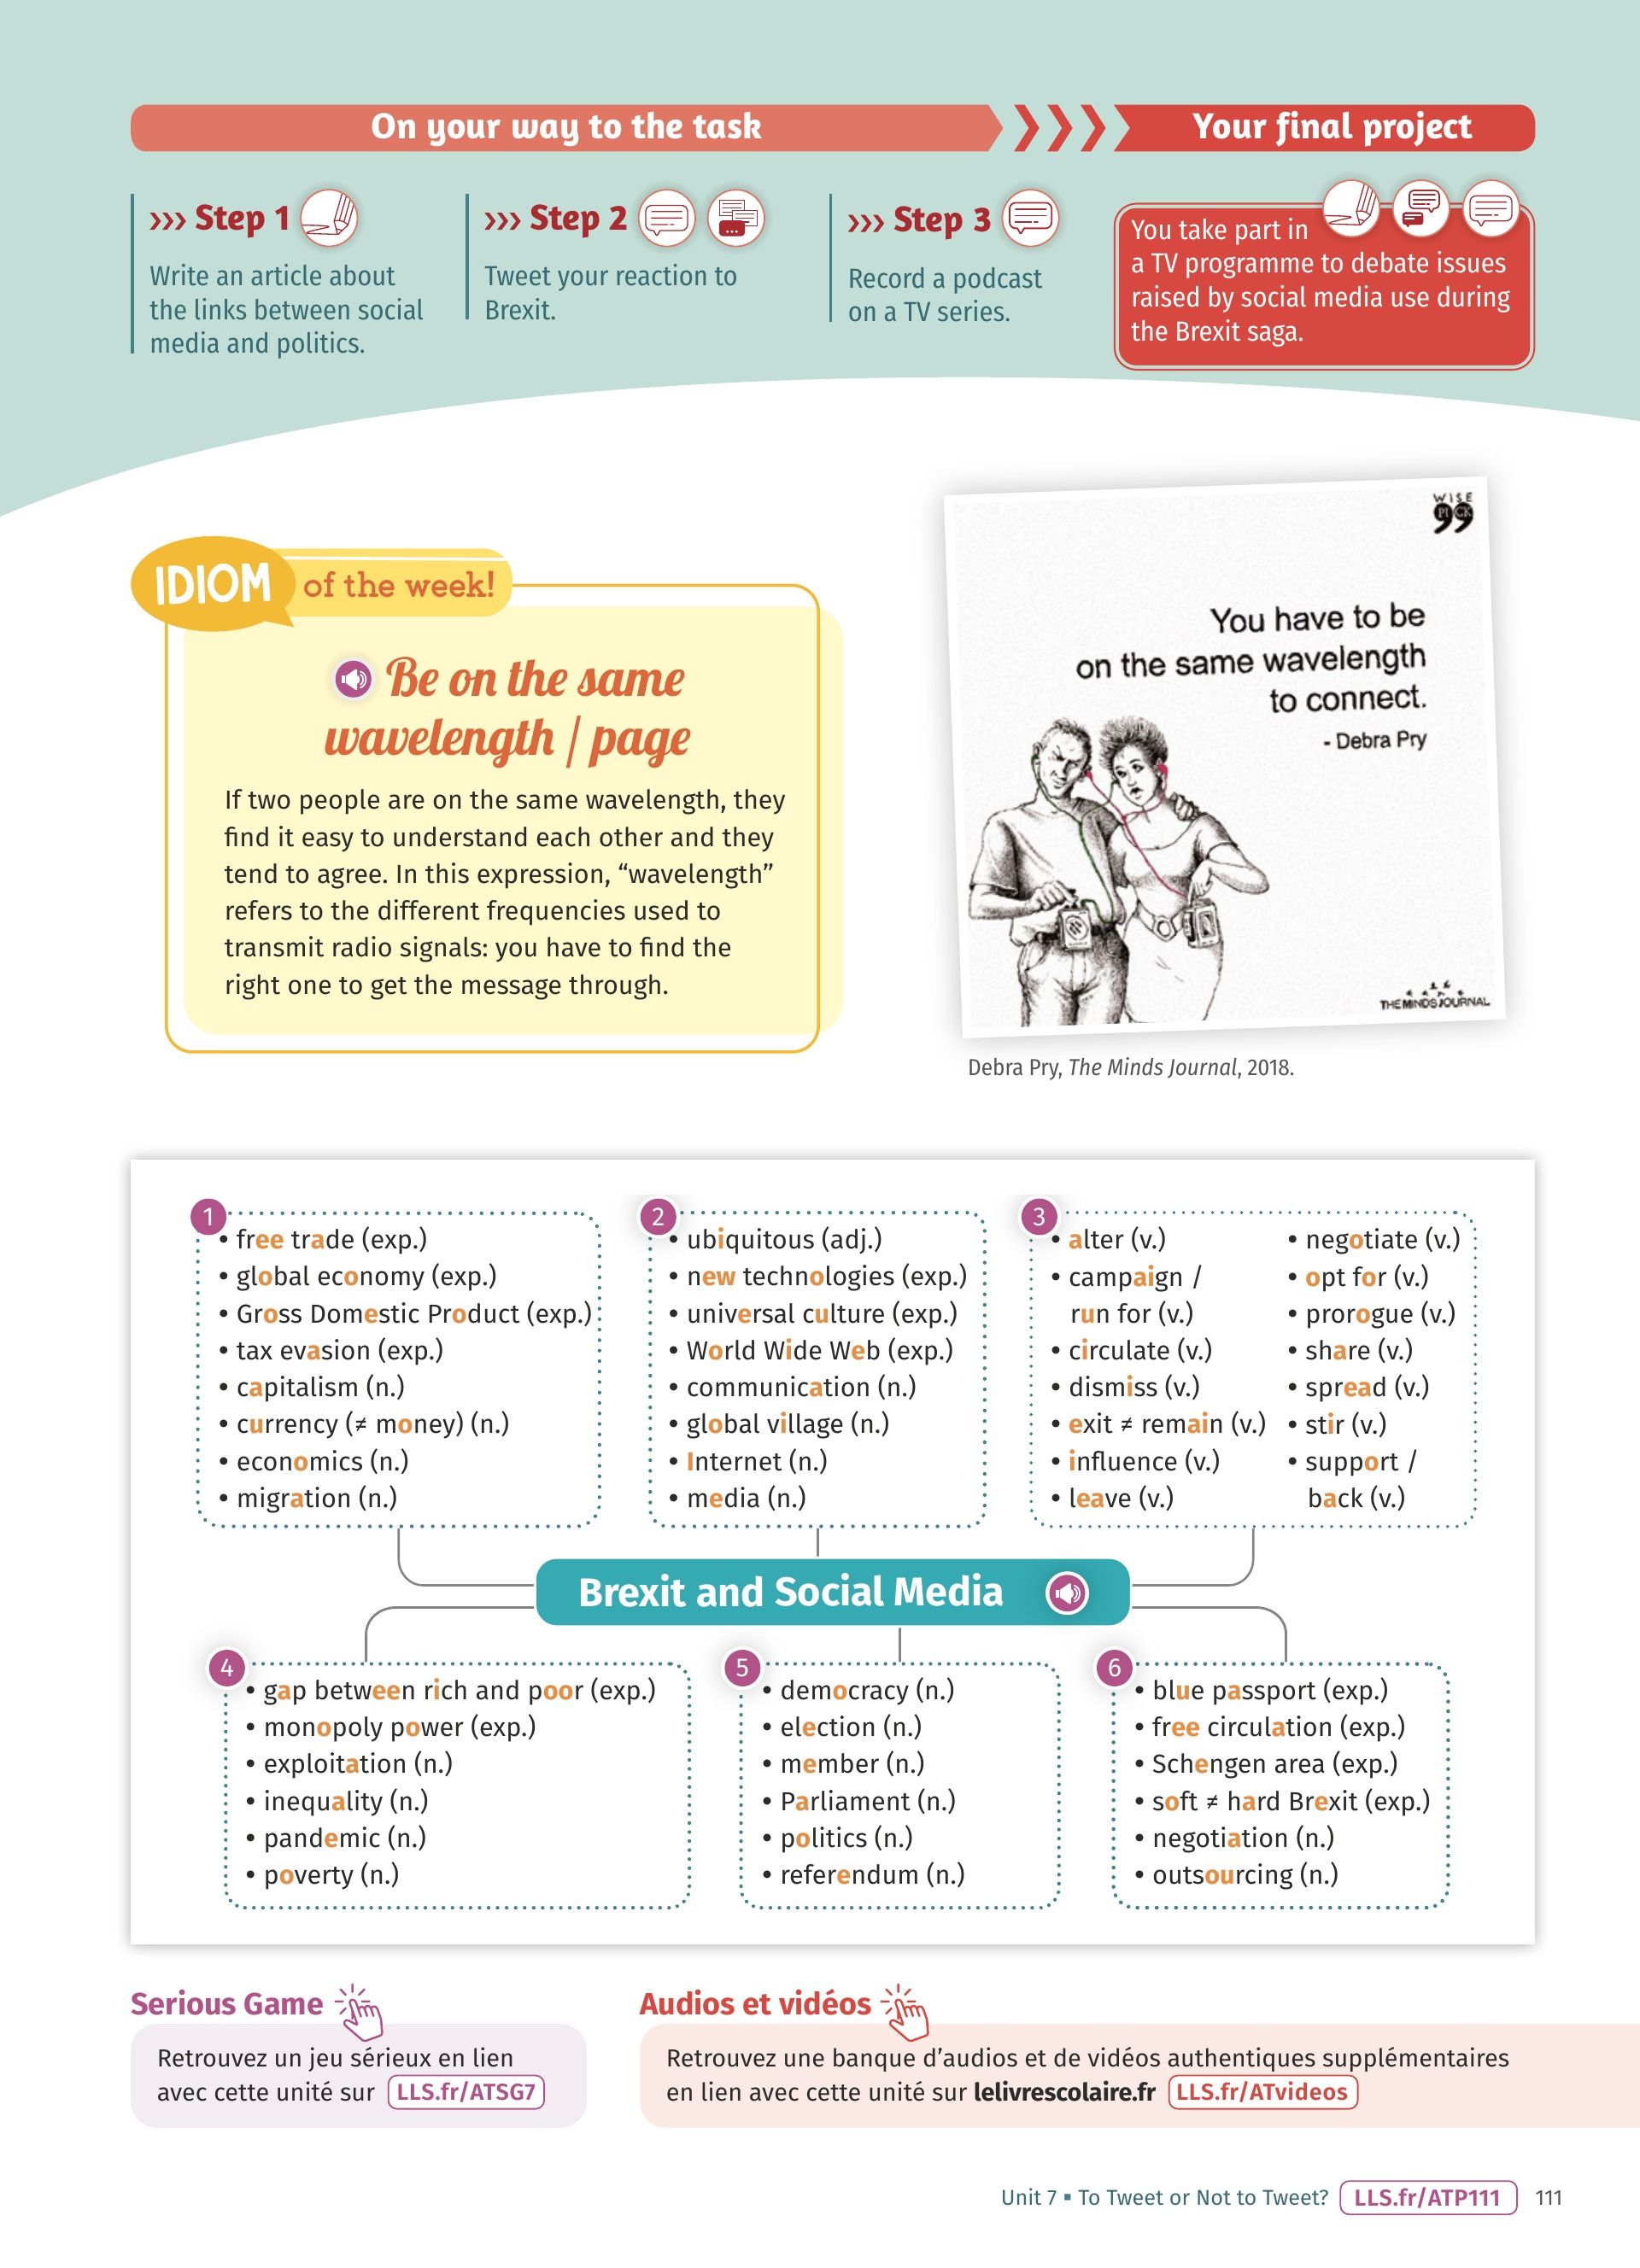 On your way to the task
Your final project
››› Step 1
Write an article about
the links between social
media and politics.
››› Step 2
Tweet your reaction to
Brexit.
››› Step 3
Record a podcast
on a TV series.
You take part in
a TV programme to debate issues
raised by social media use during
the Brexit saga.
IDIOM of the week!
Be on the same
wavelength / page
If two people are on the same wavelength, they
find it easy to understand each other and they
tend to agree. In this expression, “wavelength”
refers to the different frequencies used to
transmit radio signals: you have to find the
right one to get the message through.
WISE
PICK
You have to be
on the same wavelength
to connect.
- Debra Pry
THE MINDS JOURNAL
Debra Pry, The Minds Journal, 2018.
1
• free trade (exp.)
• global economy (exp.)
• Gross Domestic Product (exp.)
• tax evasion (exp.)
• capitalism (n.)
• currency (≠ money) (n.)
• economics (n.)
• migration (n.)
2
• ubiquitous (adj.)
• new technologies (exp.)
• universal culture (exp.)
• World Wide Web (exp.)
• communication (n.)
• global village (n.)
• Internet (n.)
• media (n.)
3
• alter (v.)
• campaign /
run for (v.)
• circulate (v.)
• dismiss (v.)
• exit ≠ remain (v.)
• influence (v.)
• leave (v.)
• negotiate (v.)
• opt for (v.)
• prorogue (v.)
• share (v.)
• spread (v.)
• stir (v.)
• support /
back (v.)
Brexit and Social Media
4
• gap between rich and poor (exp.)
• monopoly power (exp.)
• exploitation (n.)
• inequality (n.)
• pandemic (n.)
• poverty (n.)
5
• democracy (n.)
• election (n.)
• member (n.)
• Parliament (n.)
• politics (n.)
• referendum (n.)
6
• blue passport (exp.)
• free circulation (exp.)
• Schengen area (exp.)
• soft ≠ hard Brexit (exp.)
• negotiation (n.)
• outsourcing (n.)
Serious Game
Retrouvez un jeu sérieux en lien
avec cette unité sur LLS.fr/ATSG7
Audios et vidéos
Retrouvez une banque d’audios et de vidéos authentiques supplémentaires
en lien avec cette unité sur lelivrescolaire.fr LLS.fr/ATvideos
Unit 7 ▪ To Tweet or Not to Tweet? LLS.fr/ATP111 111